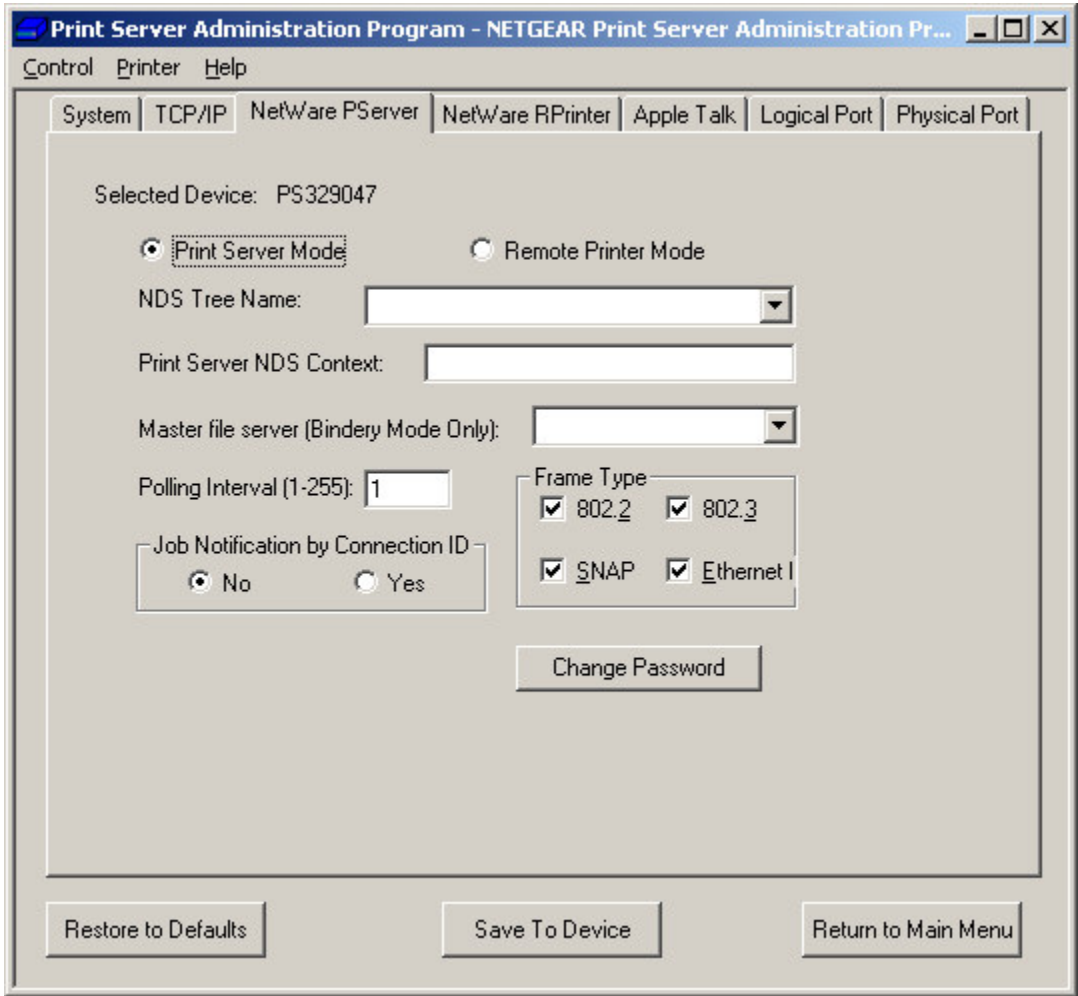 Print Server Administration Program - NETGEAR Print Server Administration Pr...
Control Printer Help
System TCP/IP NetWare PServer NetWare RPrinter Apple Talk Logical Port Physical Port
Selected Device: PS329047
Print Server Mode Remote Printer Mode
NDS Tree Name:
Print Server NDS Context:
Master file server (Bindery Mode Only):
Polling Interval (1-255): 1
Frame Type
802.2 802.3
Job Notification by Connection ID
SNAP Ethernet I
No Yes
Change Password
Restore to Defaults Save To Device Return to Main Menu